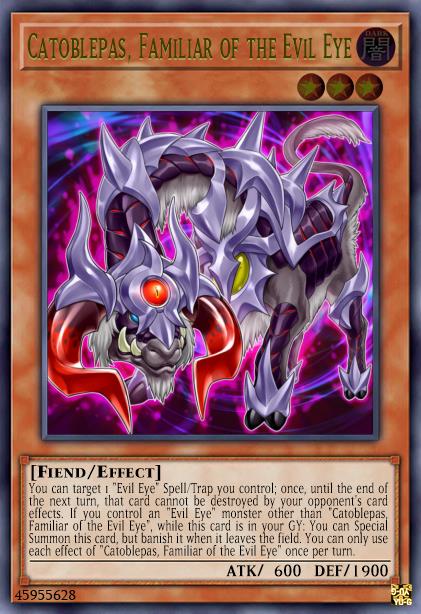 Catoblepas, Familiar of the Evil Eye
DARK
闇
[Fiend/Effect]
You can target 1 "Evil Eye" Spell/Trap you control; once, until the end of
the next turn, that card cannot be destroyed by your opponent's card
effects. If you control an "Evil Eye" monster other than "Catoblepas,
Familiar of the Evil Eye", while this card is in your GY: You can Special
Summon this card, but banish it when it leaves the field. You can only use
each effect of "Catoblepas, Familiar of the Evil Eye" once per turn.
ATK/ 600 DEF/1900
45955628